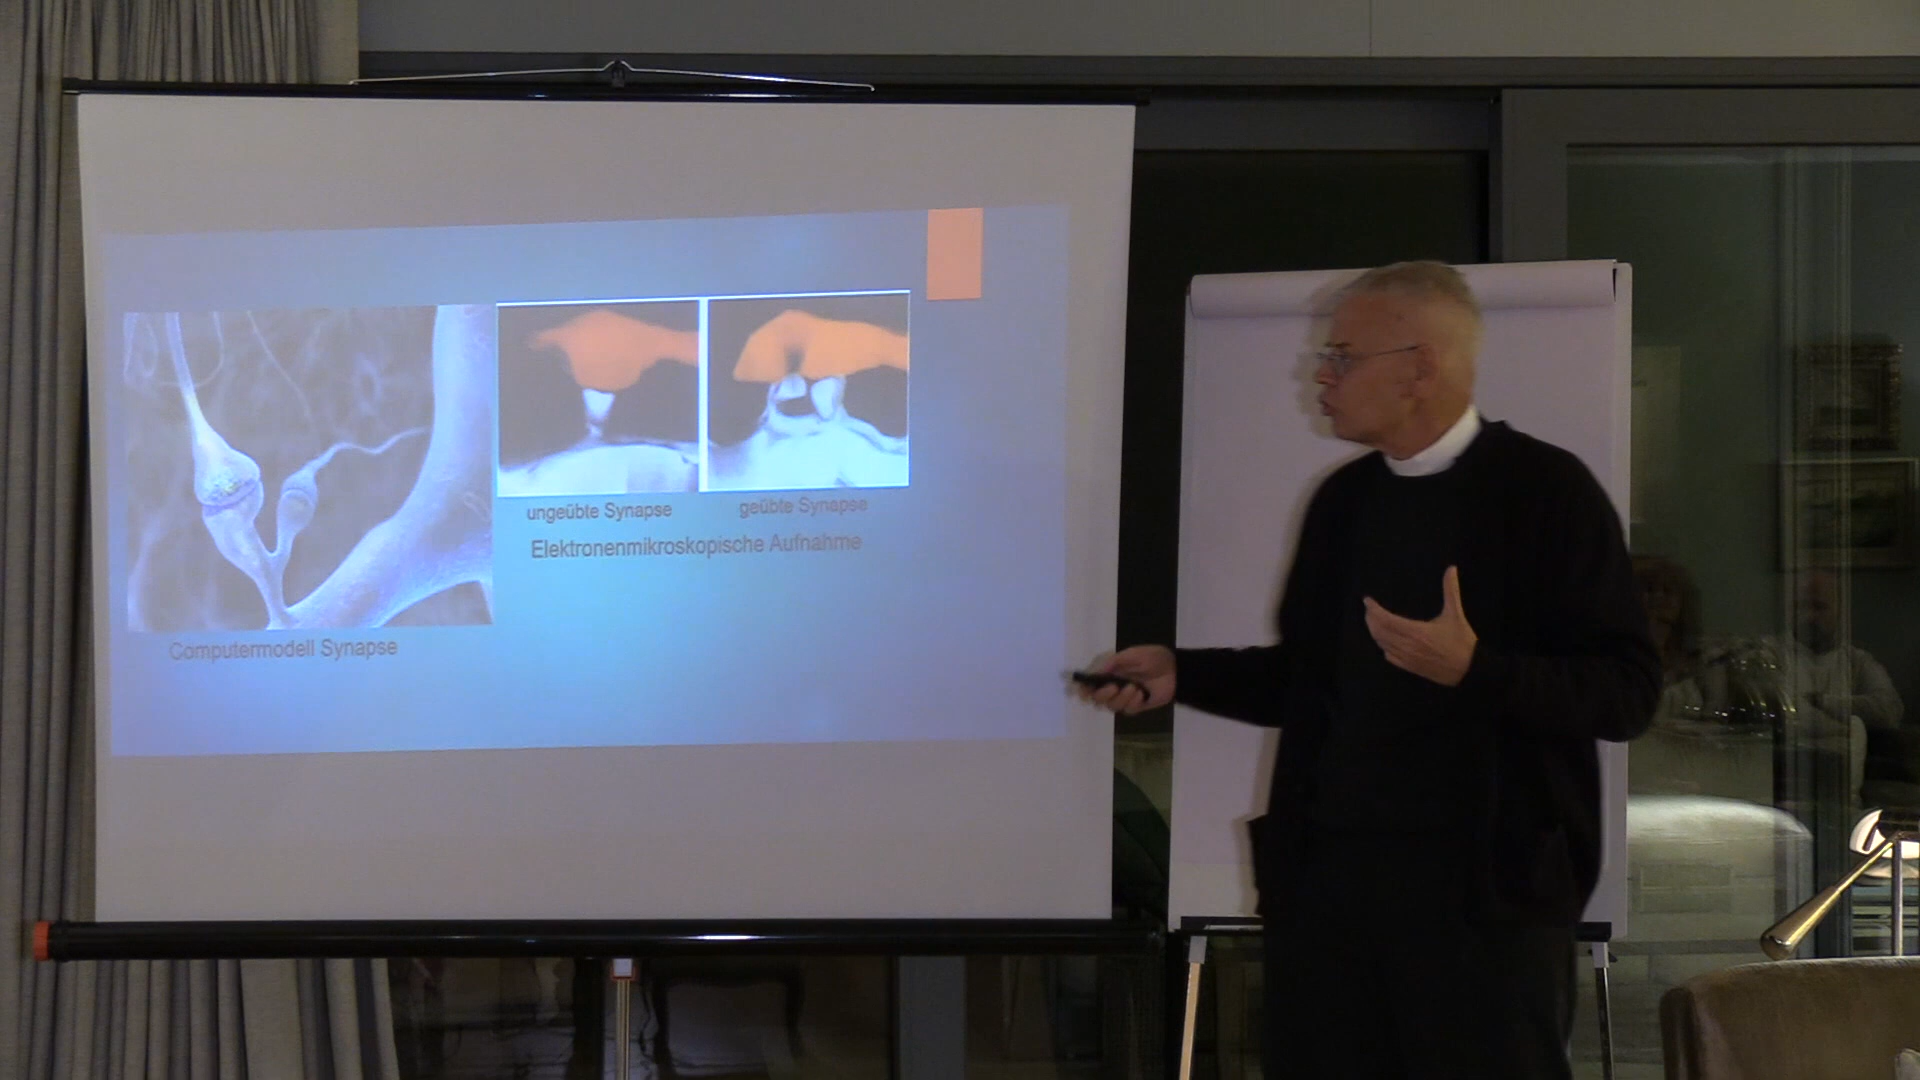 ungeübte Synapse
geübte Synapse
Elektronenmikroskopische Aufnahme
Computermodell Synapse